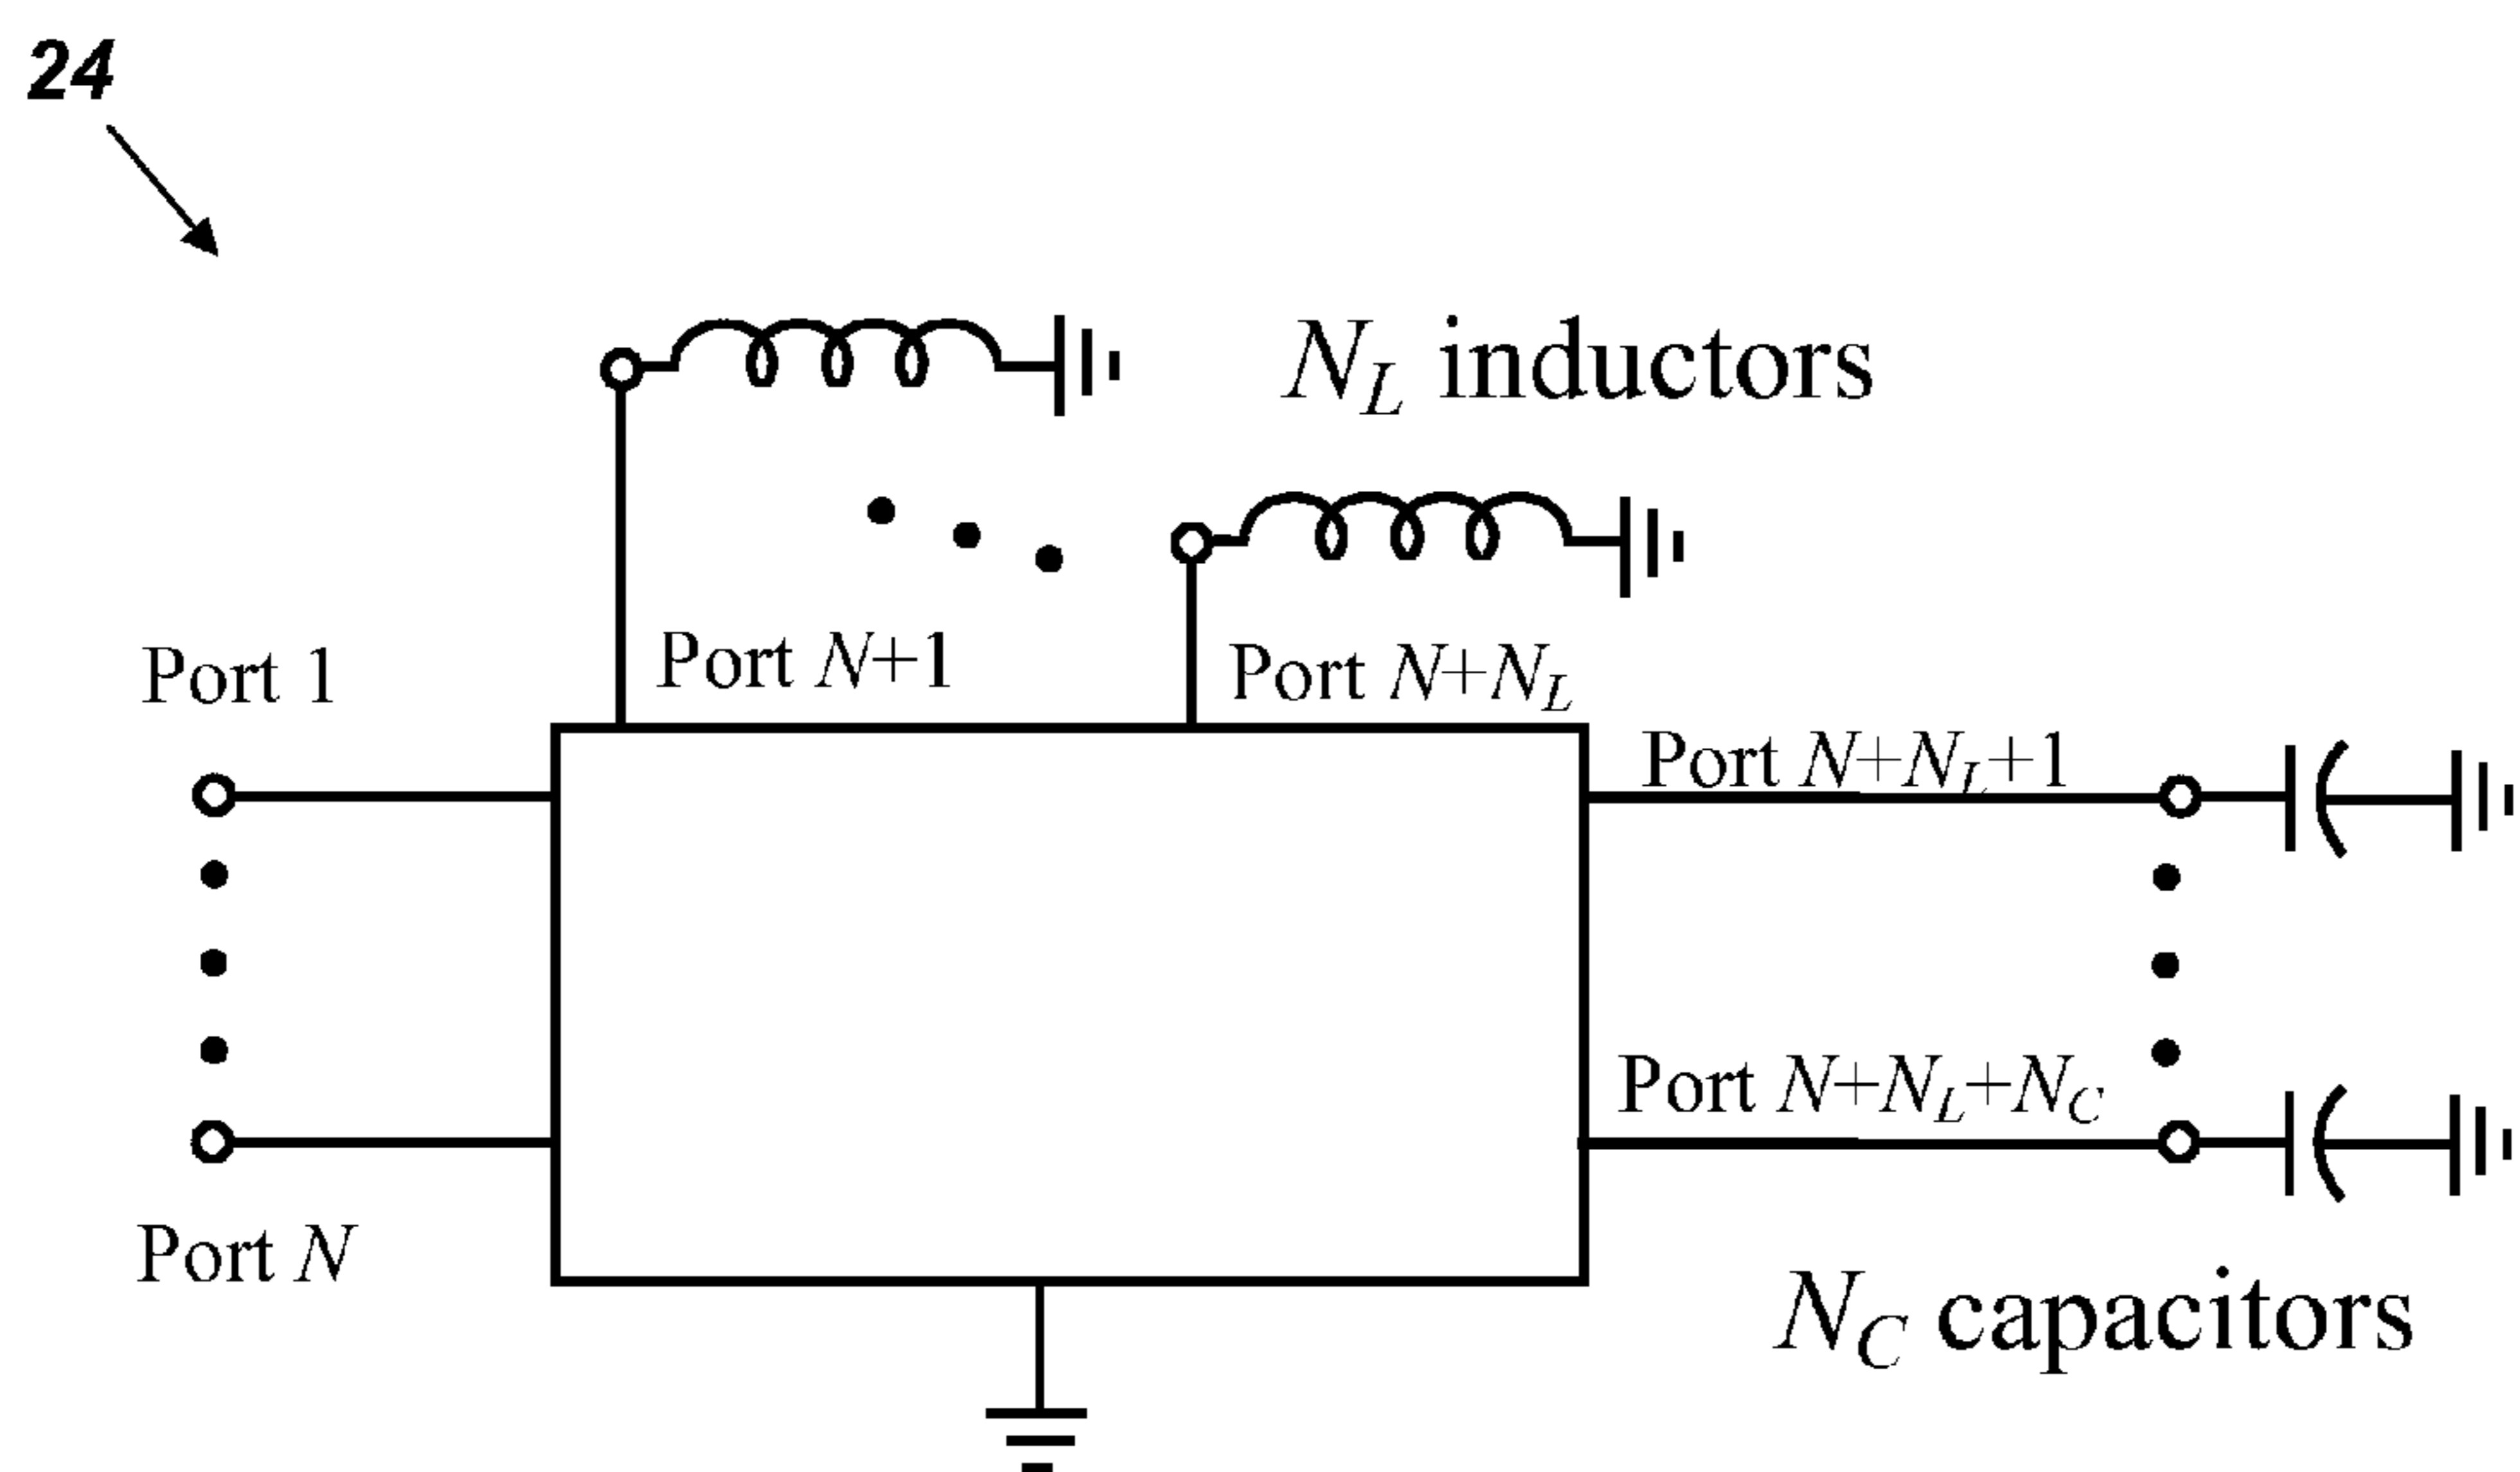 24
N_L inductors
Port 1
Port N+1
Port N+N_L
Port N+N_L+1
Port N+N_L+N_C
Port N
N_C capacitors